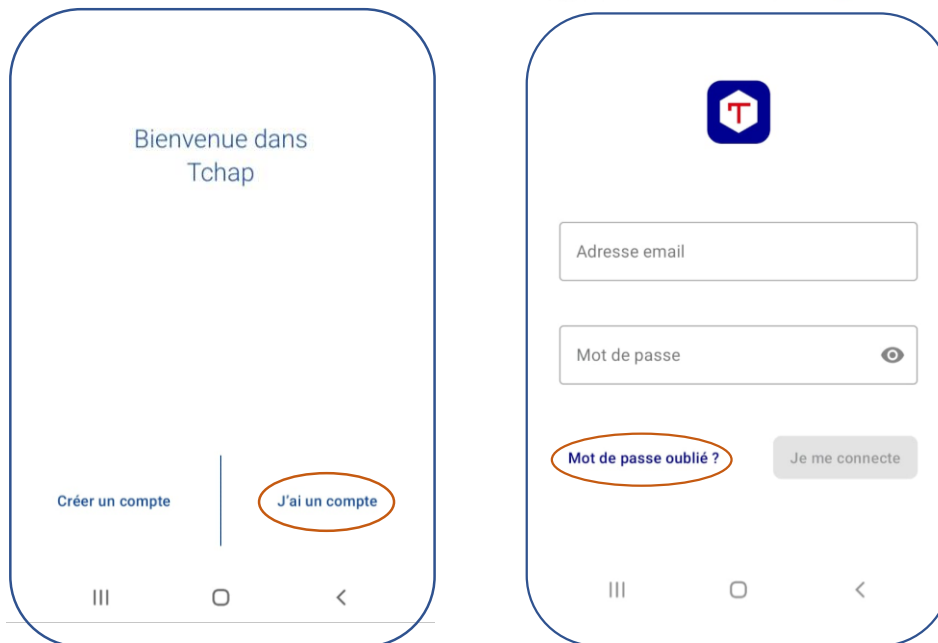 Bienvenue dans
Tchap
Créer un compte
J'ai un compte
T
Adresse email
Mot de passe
Mot de passe oublié ?
Je me connecte